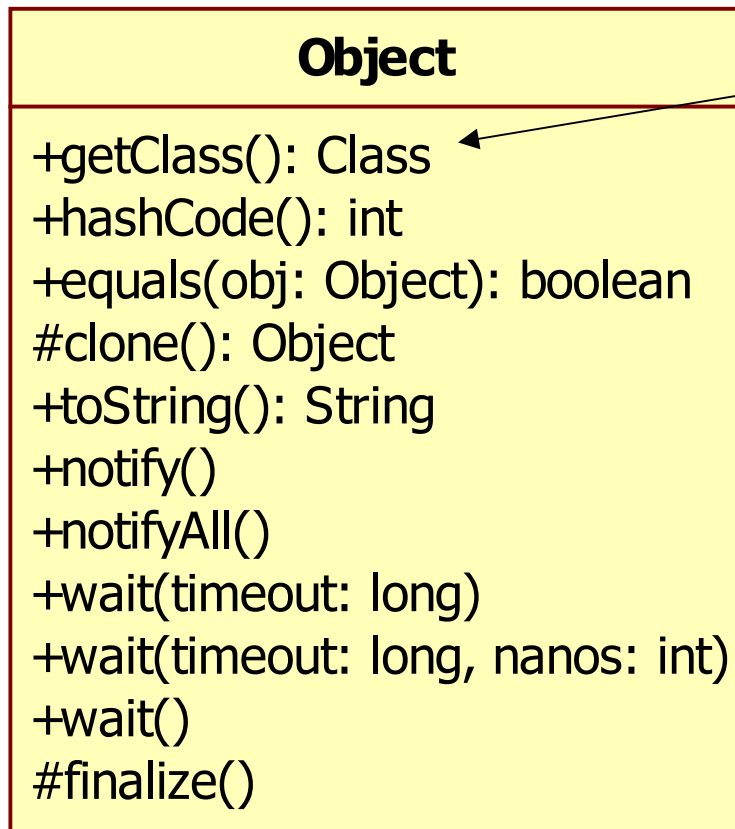 Object
+getClass(): Class
+hashCode(): int
+equals(obj: Object): boolean
#clone(): Object
+toString(): String
+notify()
+notifyAll()
+wait(timeout: long)
+wait(timeout: long, nanos: int)
+wait()
#finalize()